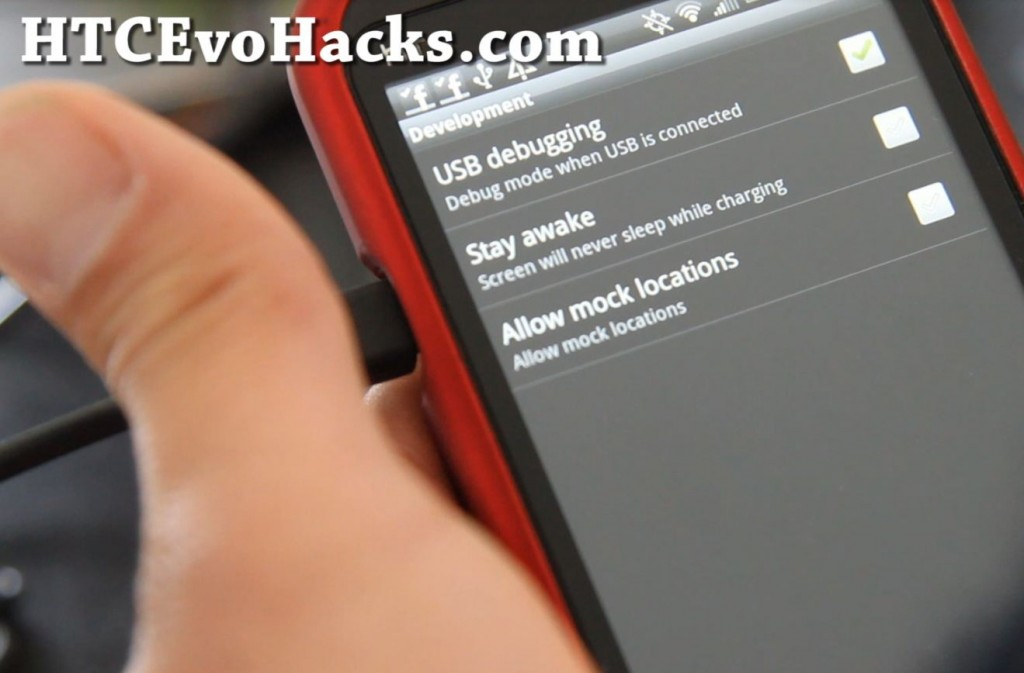 HTCEvoHacks.com
Development
USB debugging
Debug mode when USB is connected
Stay awake
Screen will never sleep while charging
Allow mock locations
Allow mock locations